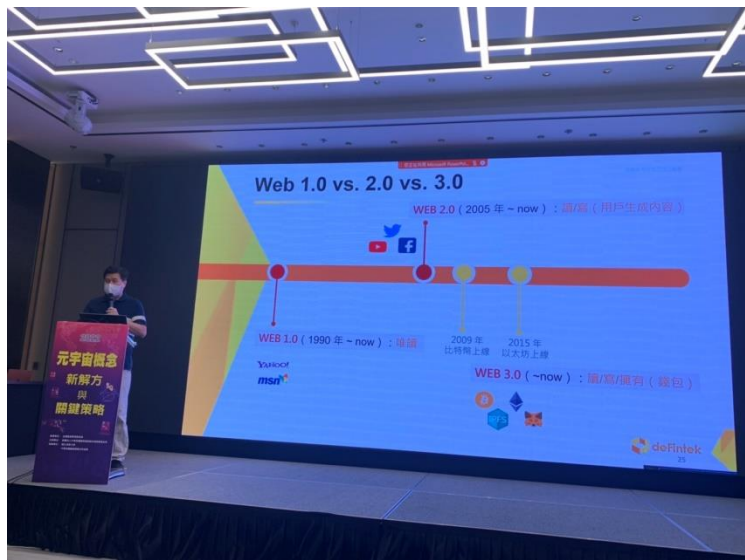 Web 1.0 vs. 2.0 vs. 3.0
WEB 2.0（2005 年 ~ now）：讀/寫（用戶生成內容）
WEB 1.0（1990 年 ~ now）：唯讀
YAHOO!
msn
2009 年
比特幣上線
2015 年
以太坊上線
WEB 3.0（~now）：讀/寫/擁有（錢包）
IPFS
deFintek
25
元宇宙概念
新解方
與
關鍵策略